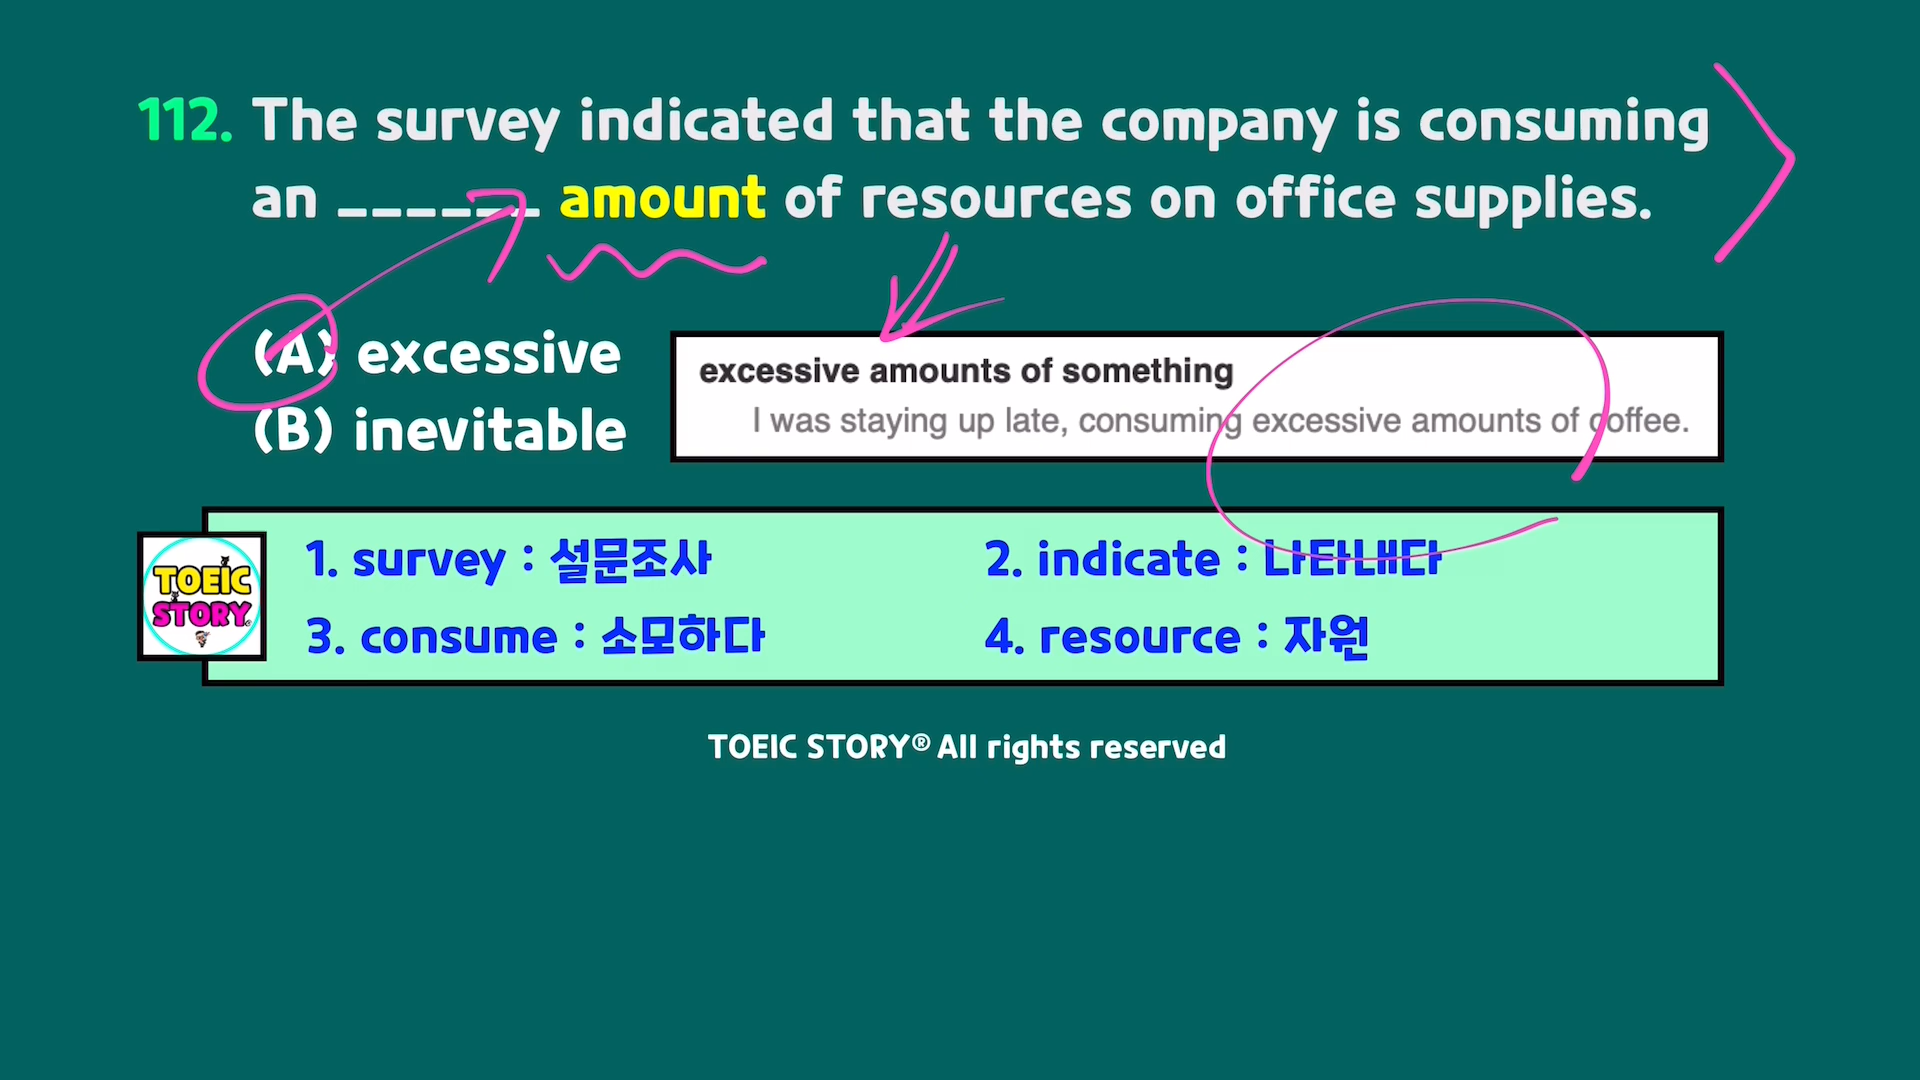 112. The survey indicated that the company is consuming
an ______ amount of resources on office supplies.
(A) excessive
(B) inevitable
excessive amounts of something
I was staying up late, consuming excessive amounts of coffee.
TOEIC
STORY
1. survey : 설문조사
2. indicate : 나타내다
3. consume : 소모하다
4. resource : 자원
TOEIC STORY® All rights reserved